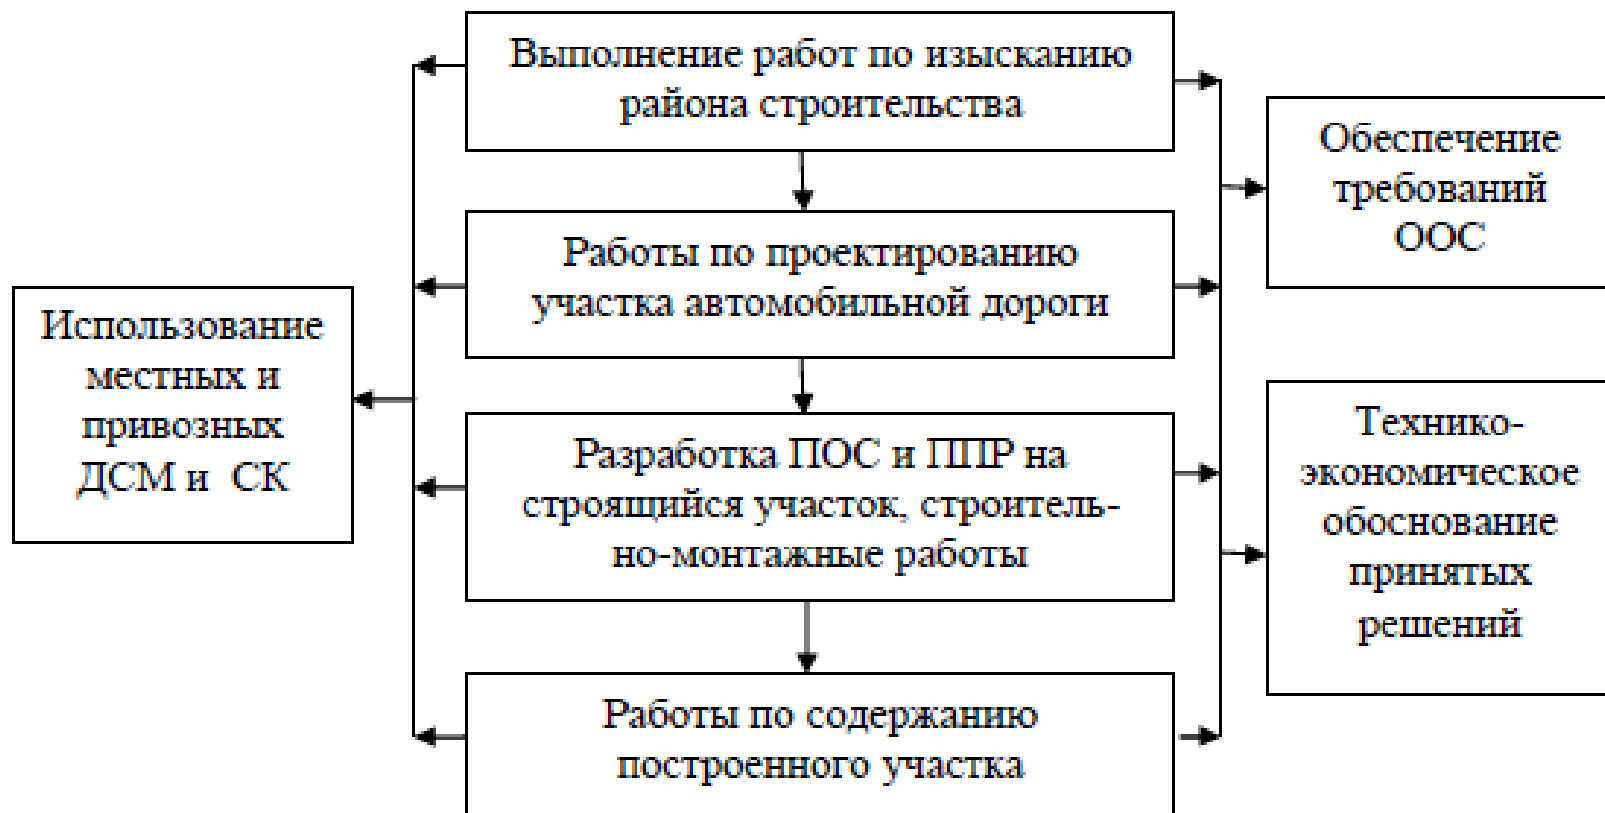 Выполнение работ по изысканию
района строительства
Обеспечение
требований
ООС
Работы по проектированию
участка автомобильной дороги
Использование
местных и
привозных
ДСМ и СК
Технико-
экономическое
обоснование
принятых
решений
Разработка ПОС и ППР на
строящийся участок, строитель-
но-монтажные работы
Работы по содержанию
построенного участка